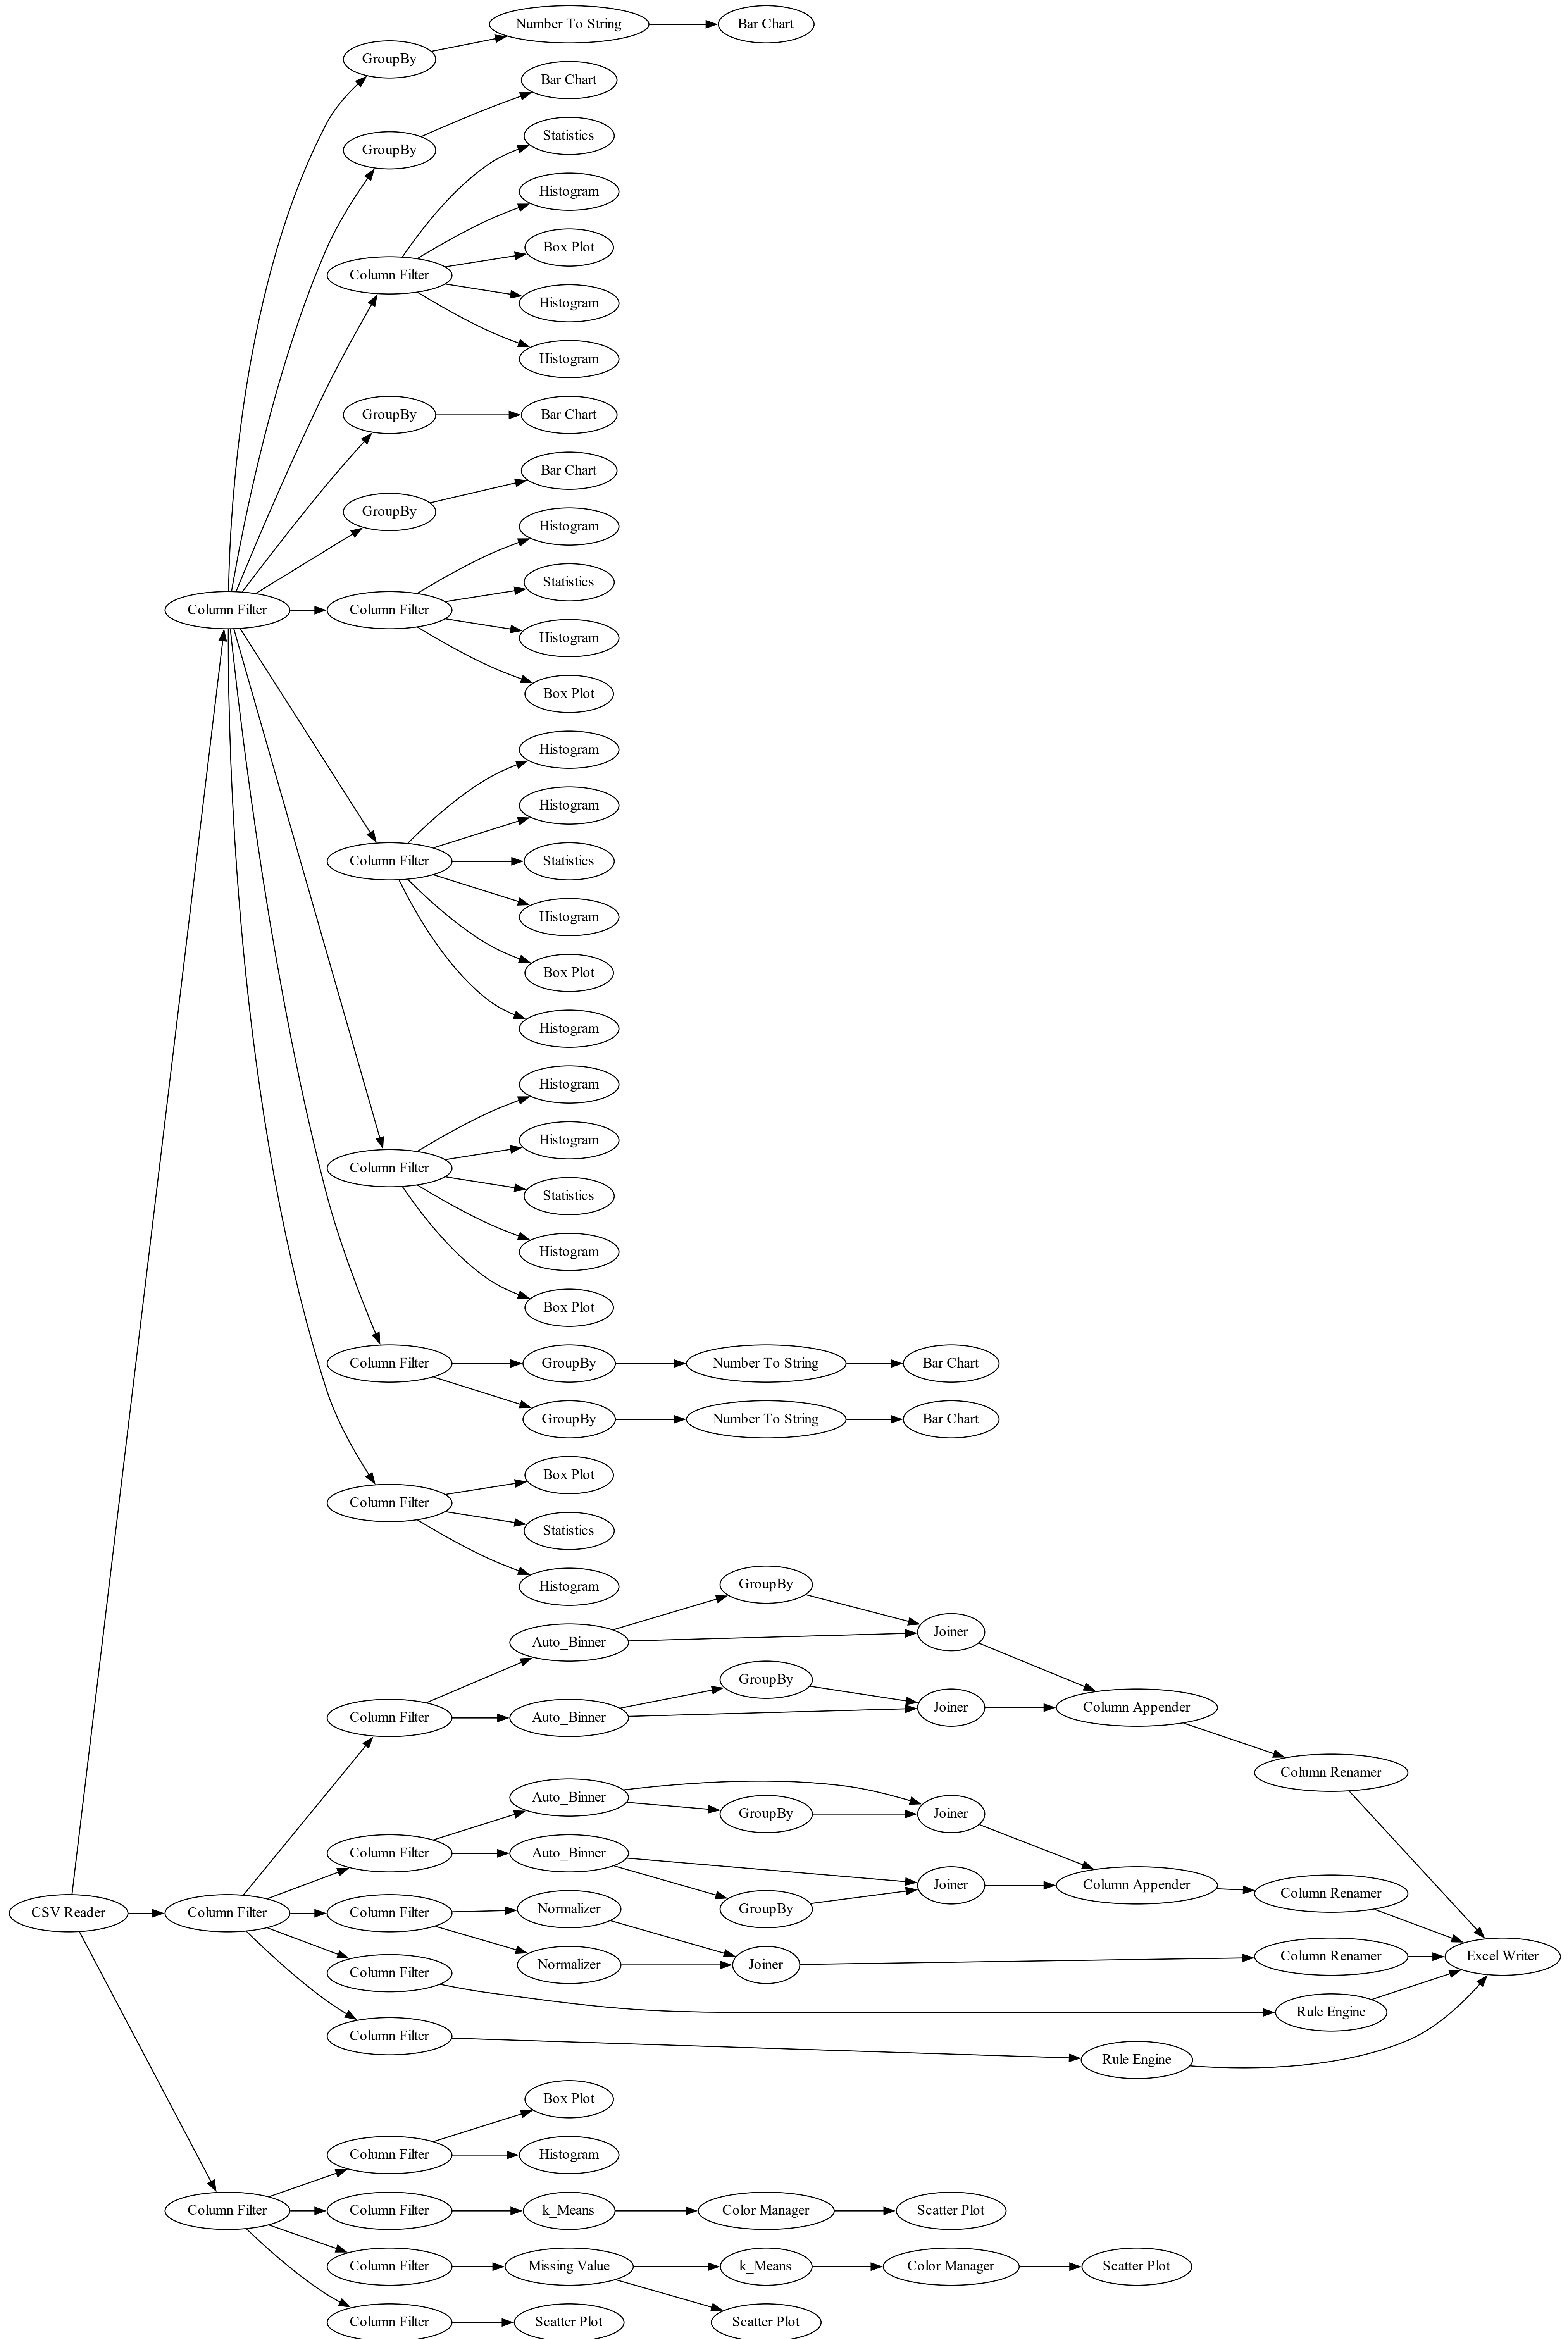 Number To String
Bar Chart
GroupBy
Bar Chart
GroupBy
Statistics
Histogram
Box Plot
Column Filter
Histogram
Histogram
GroupBy
Bar Chart
Bar Chart
GroupBy
Histogram
Statistics
Column Filter
Column Filter
Histogram
Box Plot
Histogram
Histogram
Column Filter
Statistics
Histogram
Box Plot
Histogram
Histogram
Histogram
Column Filter
Statistics
Histogram
Box Plot
Column Filter
GroupBy
Number To String
Bar Chart
GroupBy
Number To String
Bar Chart
Box Plot
Column Filter
Statistics
Histogram
GroupBy
Joiner
Auto_Binner
GroupBy
Column Filter
Auto_Binner
Joiner
Column Appender
Column Renamer
Auto_Binner
GroupBy
Joiner
Column Filter
Auto_Binner
Joiner
Column Appender
Column Renamer
GroupBy
CSV Reader
Column Filter
Column Filter
Normalizer
Normalizer
Joiner
Column Renamer
Excel Writer
Column Filter
Rule Engine
Column Filter
Rule Engine
Box Plot
Column Filter
Histogram
Column Filter
Column Filter
k_Means
Color Manager
Scatter Plot
Column Filter
Missing Value
k_Means
Color Manager
Scatter Plot
Column Filter
Scatter Plot
Scatter Plot